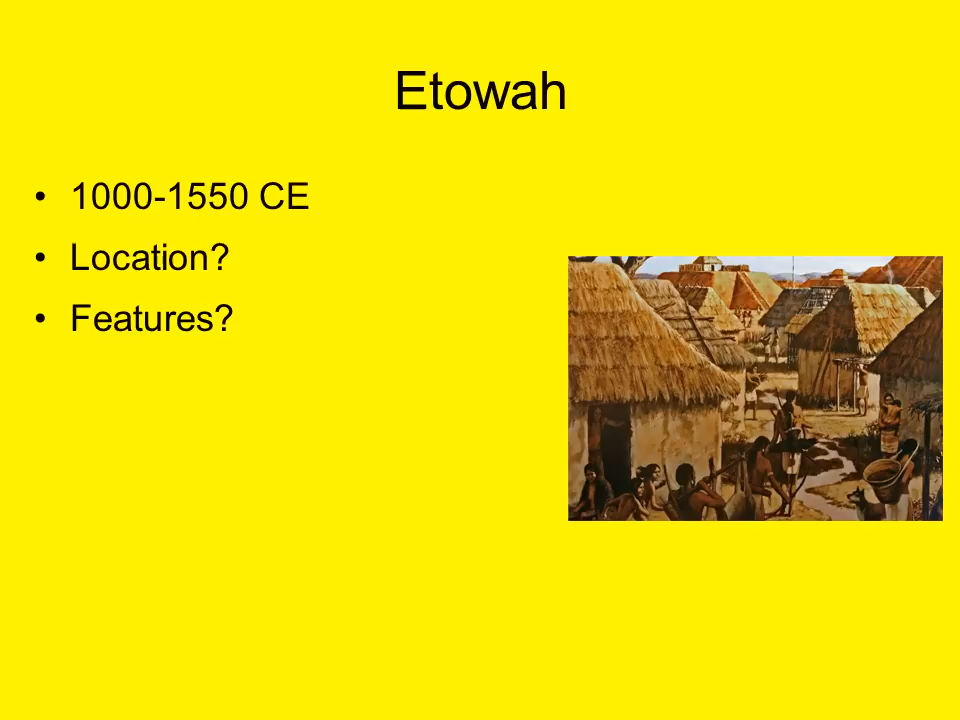 Etowah
• 1000-1550 CE
• Location?
• Features?